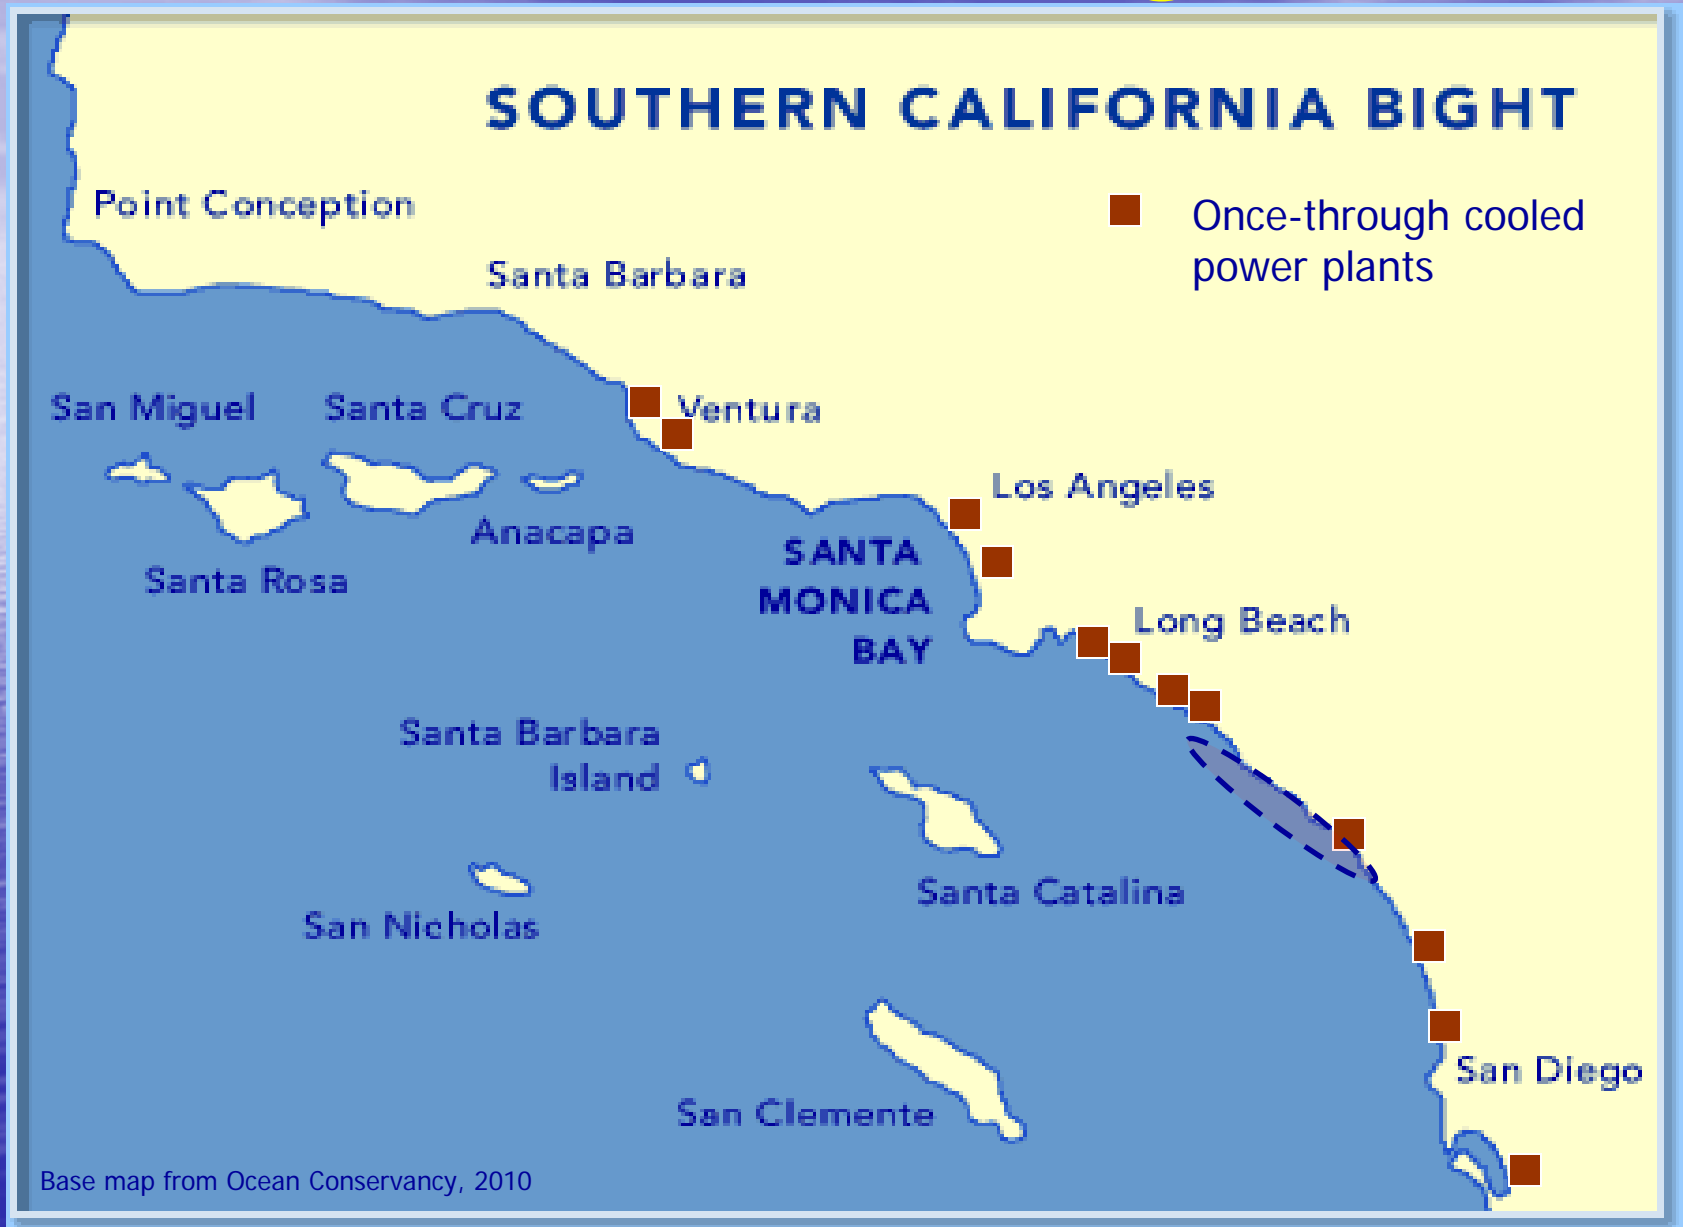 SOUTHERN CALIFORNIA BIGHT
Point Conception
Once-through cooled
power plants
Santa Barbara
San Miguel
Santa Cruz
Ventura
Los Angeles
Anacapa
SANTA
MONICA
BAY
Santa Rosa
Long Beach
Santa Barbara
Island
Santa Catalina
San Nicholas
San Diego
San Clemente
Base map from Ocean Conservancy, 2010